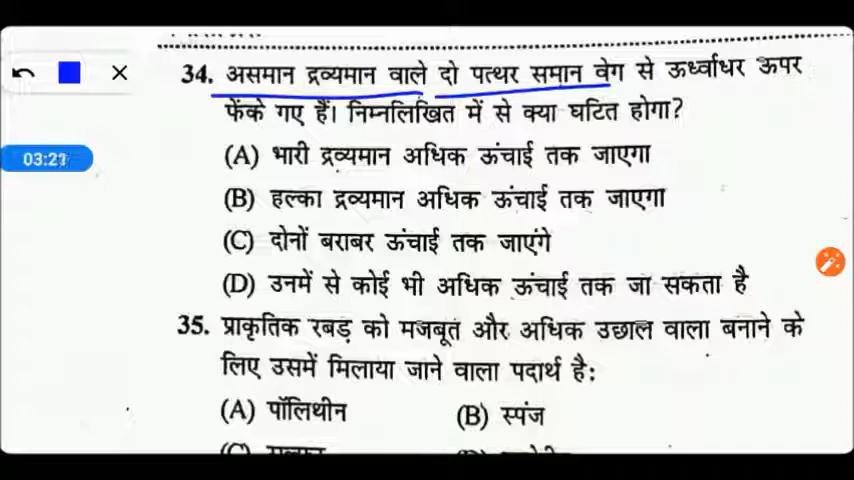 34. असमान द्रव्यमान वाले दो पत्थर समान वेग से ऊर्ध्वाधर ऊपर
फेंके गए हैं। निम्नलिखित में से क्या घटित होगा?
03:21
(A) भारी द्रव्यमान अधिक ऊंचाई तक जाएगा
(B) हल्का द्रव्यमान अधिक ऊंचाई तक जाएगा
(C) दोनों बराबर ऊंचाई तक जाएंगे
(D) उनमें से कोई भी अधिक ऊंचाई तक जा सकता है
35. प्राकृतिक रबड़ को मजबूत और अधिक उछाल वाला बनाने के
लिए उसमें मिलाया जाने वाला पदार्थ है:
(A) पॉलिथीन (B) स्पंज